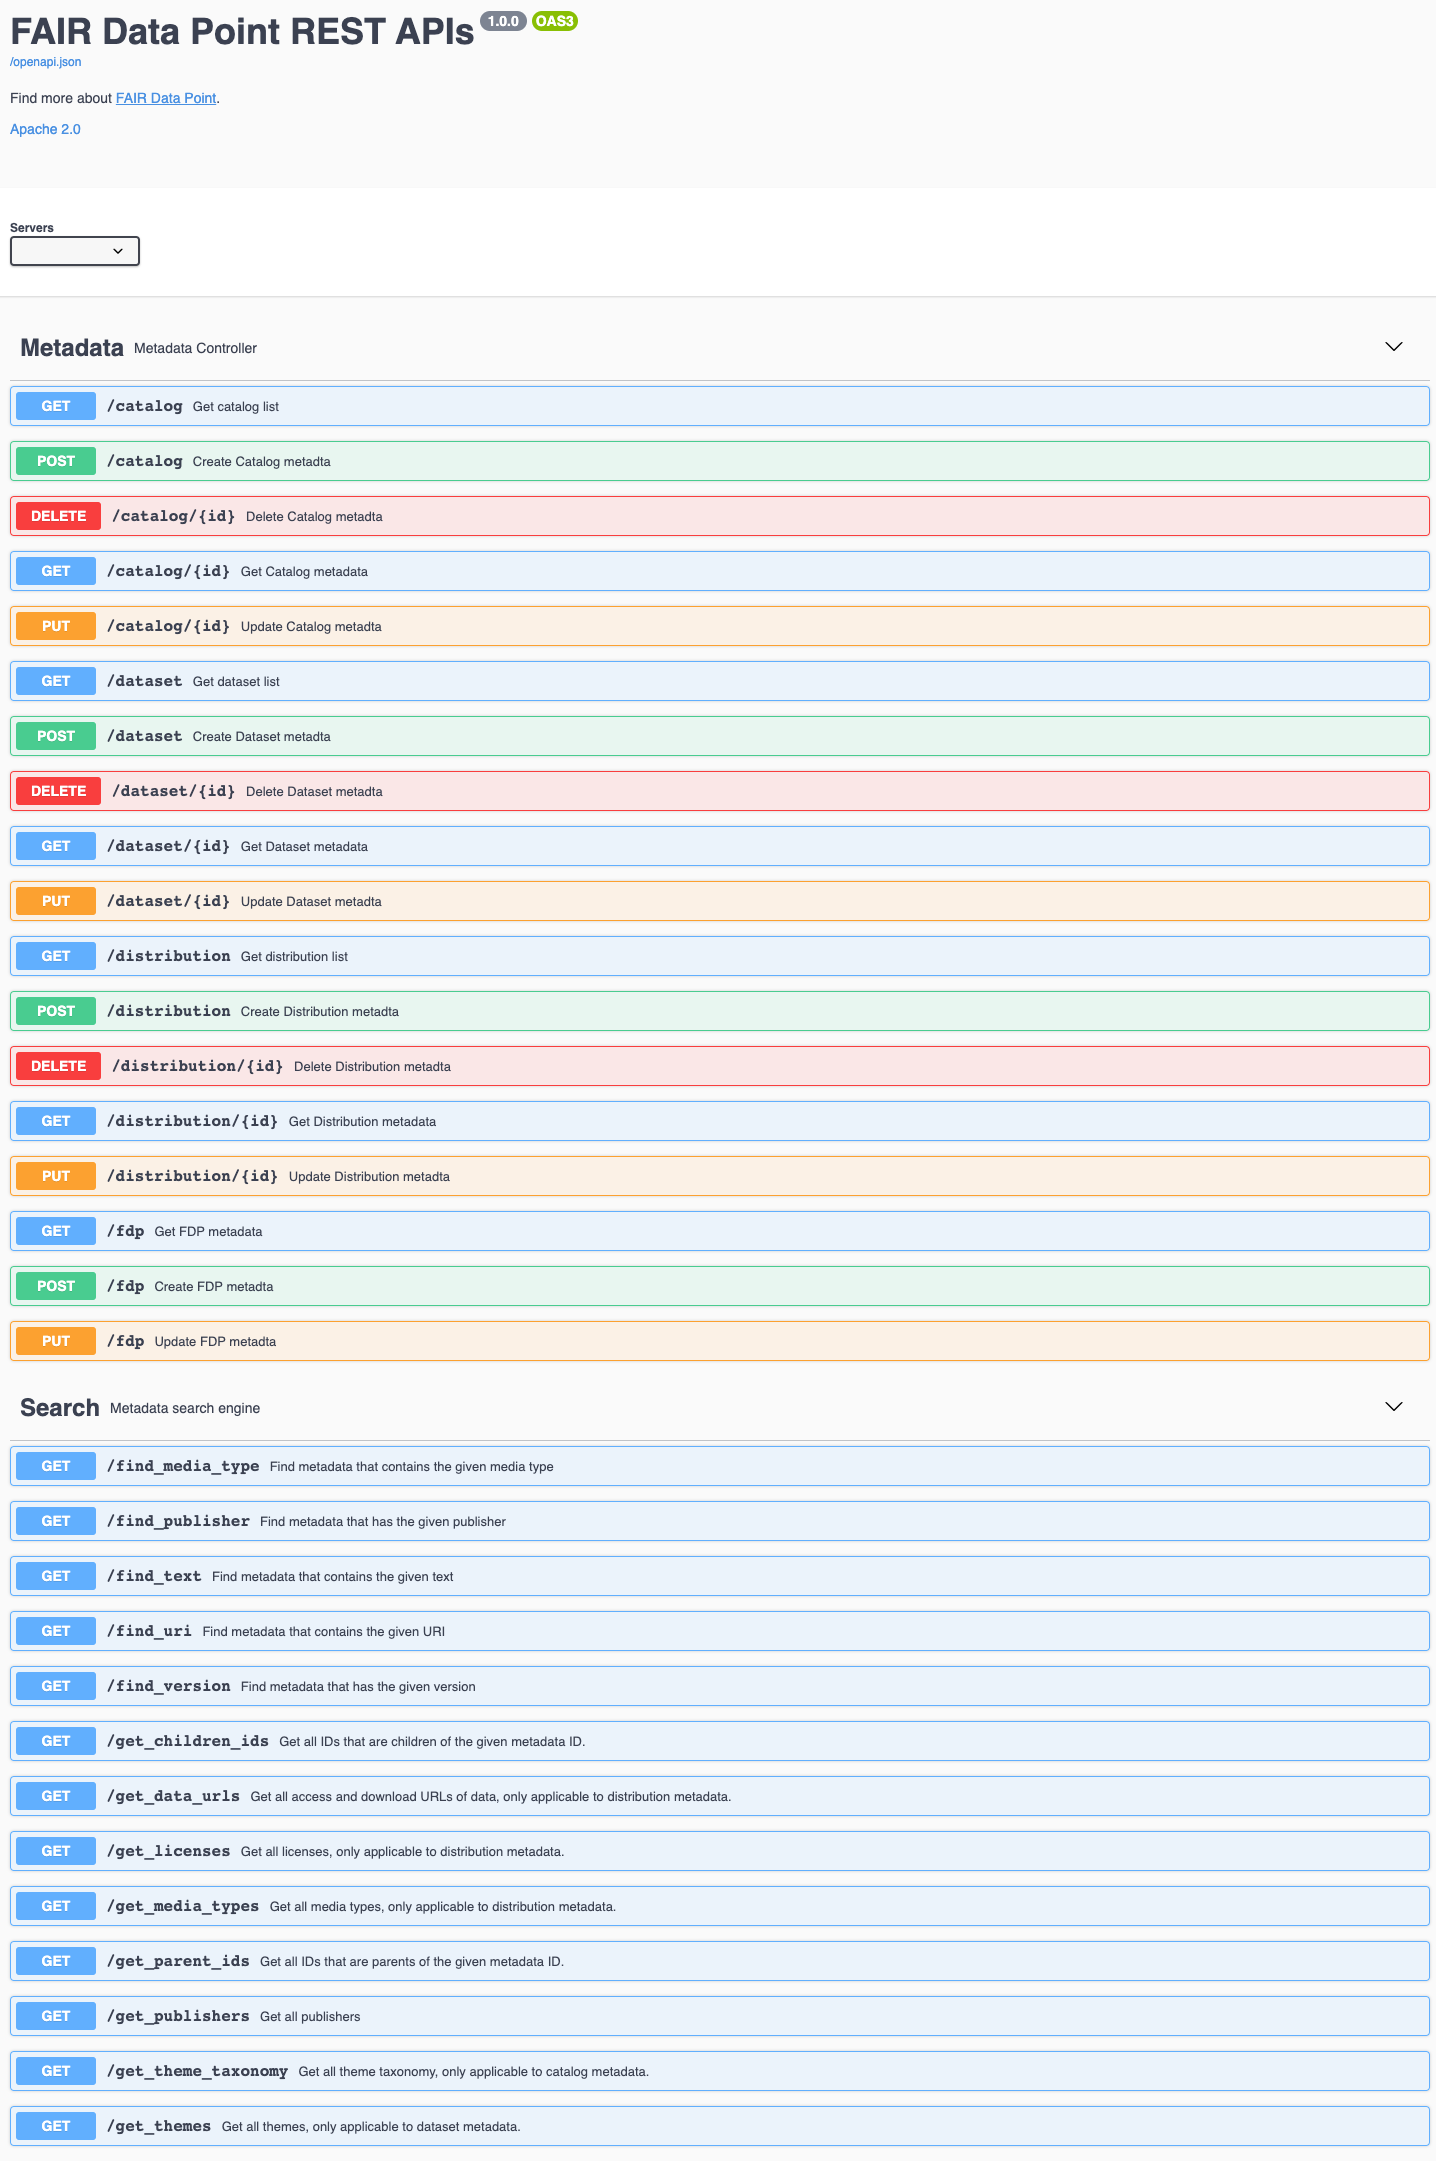 FAIR Data Point REST APIs 1.0.0 OAS3
/openapi.json
Find more about FAIR Data Point.
Apache 2.0
Servers
Metadata Metadata Controller
GET /catalog Get catalog list
POST /catalog Create Catalog metadta
DELETE /catalog/{id} Delete Catalog metadta
GET /catalog/{id} Get Catalog metadata
PUT /catalog/{id} Update Catalog metadta
GET /dataset Get dataset list
POST /dataset Create Dataset metadta
DELETE /dataset/{id} Delete Dataset metadta
GET /dataset/{id} Get Dataset metadata
PUT /dataset/{id} Update Dataset metadta
GET /distribution Get distribution list
POST /distribution Create Distribution metadta
DELETE /distribution/{id} Delete Distribution metadta
GET /distribution/{id} Get Distribution metadata
PUT /distribution/{id} Update Distribution metadta
GET /fdp Get FDP metadata
POST /fdp Create FDP metadta
PUT /fdp Update FDP metadta
Search Metadata search engine
GET /find_media_type Find metadata that contains the given media type
GET /find_publisher Find metadata that has the given publisher
GET /find_text Find metadata that contains the given text
GET /find_uri Find metadata that contains the given URI
GET /find_version Find metadata that has the given version
GET /get_children_ids Get all IDs that are children of the given metadata ID.
GET /get_data_urls Get all access and download URLs of data, only applicable to distribution metadata.
GET /get_licenses Get all licenses, only applicable to distribution metadata.
GET /get_media_types Get all media types, only applicable to distribution metadata.
GET /get_parent_ids Get all IDs that are parents of the given metadata ID.
GET /get_publishers Get all publishers
GET /get_theme_taxonomy Get all theme taxonomy, only applicable to catalog metadata.
GET /get_themes Get all themes, only applicable to dataset metadata.